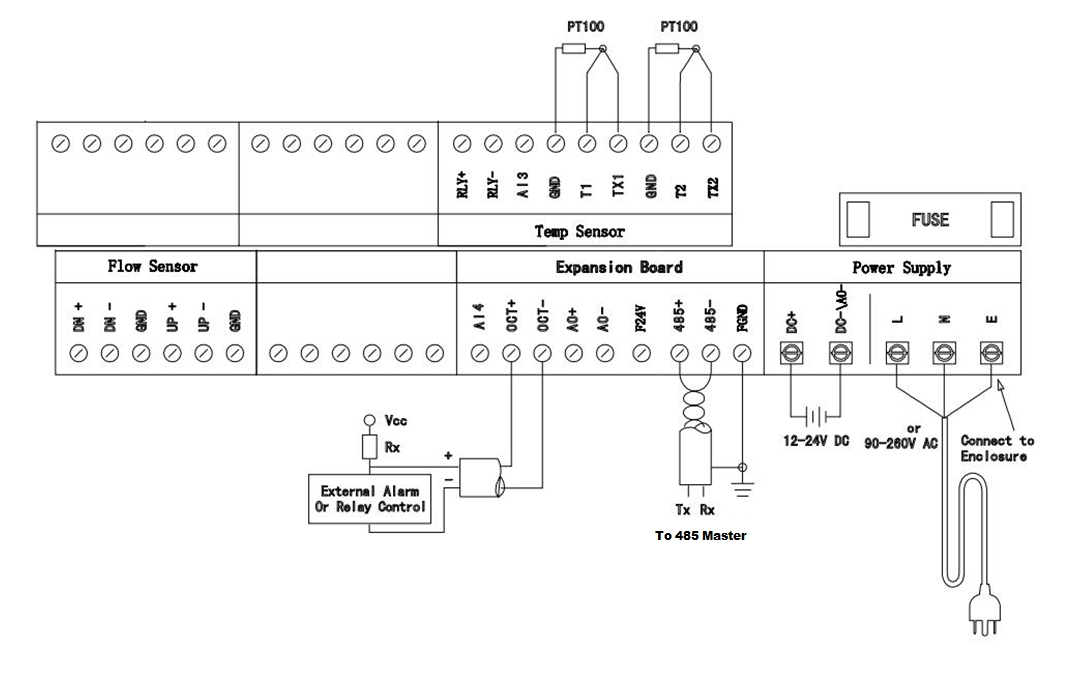 PT100 PT100
RLY+ RLY- AI3 GND T1 TX1 GND T2 TX2
Temp Sensor
FUSE
Flow Sensor Expansion Board Power Supply
DN + DN - GND UP + UP - GND AI4 OCT+ OCT- AO+ AO- P24V 485+ 485- PGND DC+ DC-\AO- L N E
12-24V DC
or
90-260V AC
Connect to
Enclosure
Vcc
Rx
+
-
External Alarm
Or Relay Control
Tx Rx
To 485 Master